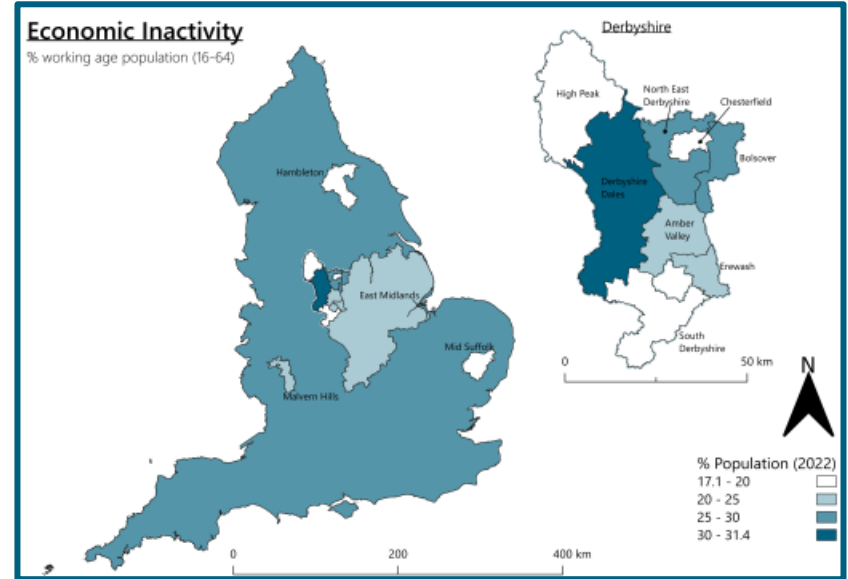 Economic Inactivity
% working age population (16-64)
Derbyshire
High Peak
North East
Derbyshire
Chesterfield
Bolsover
Derbyshire
Dales
Amber
Valley
Erewash
South
Derbyshire
0 50 km
N
Hambleton
East Midlands
Mid Suffolk
Malvern Hills
% Population (2022)
17.1 - 20
20 - 25
25 - 30
30 - 31.4
0 200 400 km